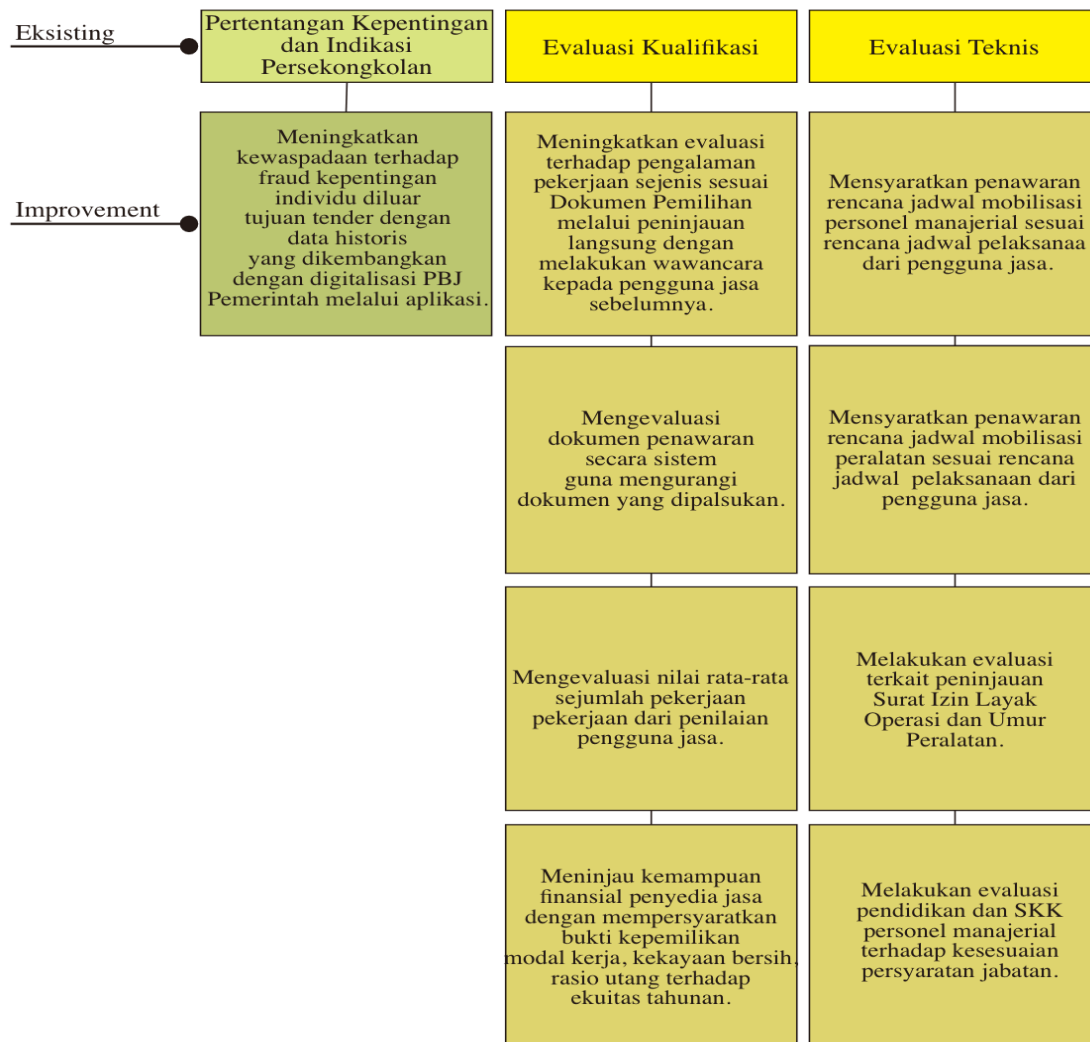 Eksisting
Pertentangan Kepentingan
dan Indikasi
Persekongkolan
Evaluasi Kualifikasi
Evaluasi Teknis
Improvement
Meningkatkan
kewaspadaan terhadap
fraud kepentingan
individu diluar
tujuan tender dengan
data historis
yang dikembangkan
dengan digitalisasi PBJ
Pemerintah melalui aplikasi.
Meningkatkan evaluasi
terhadap pengalaman
pekerjaan sejenis sesuai
Dokumen Pemilihan
melalui peninjauan
langsung dengan
melakukan wawancara
kepada pengguna jasa
sebelumnya.
Mensyaratkan penawaran
rencana jadwal mobilisasi
personel manajerial sesuai
rencana jadwal pelaksanaa
dari pengguna jasa.
Mengevaluasi
dokumen penawaran
secara sistem
guna mengurangi
dokumen yang dipalsukan.
Mensyaratkan penawaran
rencana jadwal mobilisasi
peralatan sesuai rencana
jadwal pelaksanaan dari
pengguna jasa.
Mengevaluasi nilai rata-rata
sejumlah pekerjaan
pekerjaan dari penilaian
pengguna jasa.
Melakukan evaluasi
terkait peninjauan
Surat Izin Layak
Operasi dan Umur
Peralatan.
Meninjau kemampuan
finansial penyedia jasa
dengan mempersyaratkan
bukti kepemilikan
modal kerja, kekayaan bersih,
rasio utang terhadap
ekuitas tahunan.
Melakukan evaluasi
pendidikan dan SKK
personel manajerial
terhadap kesesuaian
persyaratan jabatan.